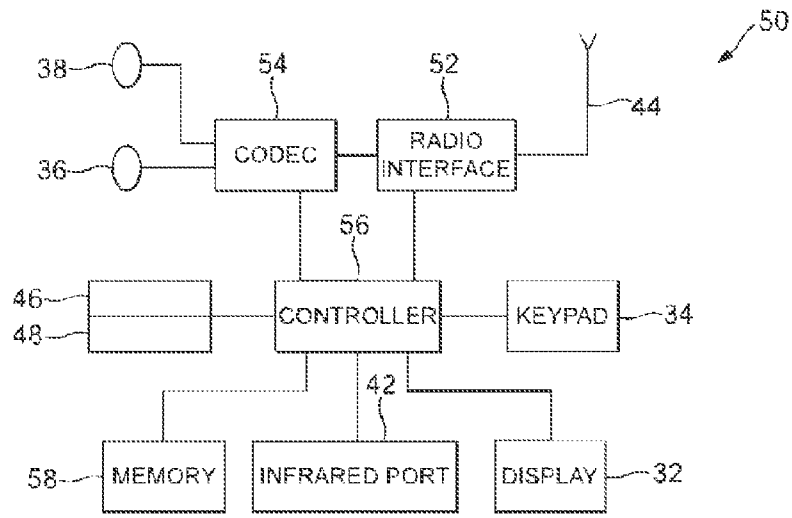 50
38
54
52
44
CODEC
RADIO
INTERFACE
36
56
46
48
CONTROLLER
KEYPAD
34
42
58
MEMORY
INFRARED PORT
DISPLAY
32